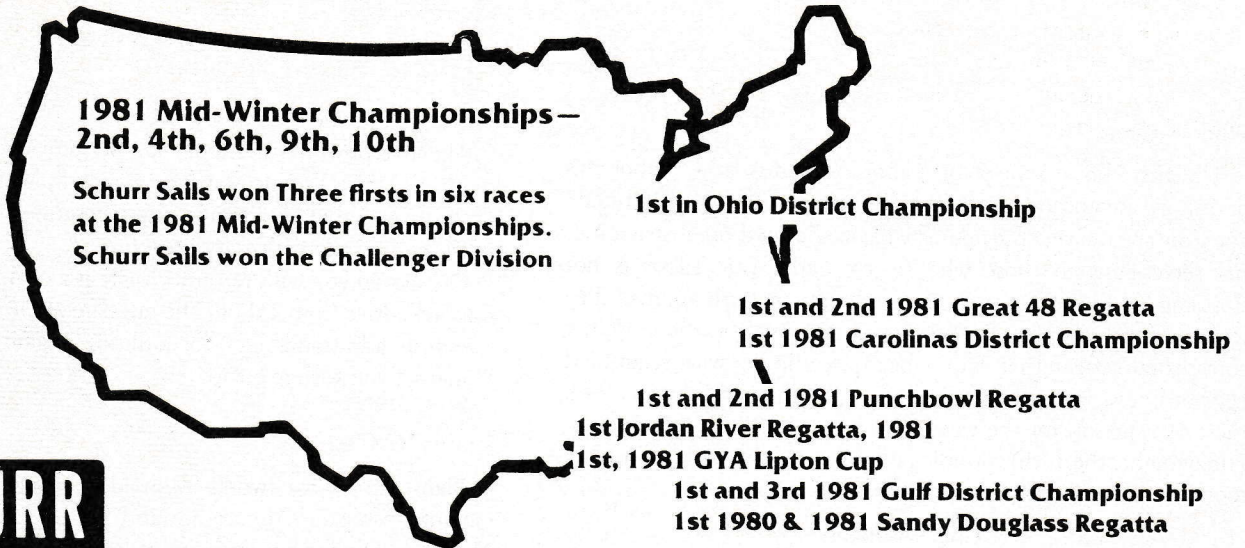 1981 Mid-Winter Championships—
2nd, 4th, 6th, 9th, 10th
Schurr Sails won Three firsts in six races
at the 1981 Mid-Winter Championships.
Schurr Sails won the Challenger Division
1st in Ohio District Championship
1st and 2nd 1981 Great 48 Regatta
1st 1981 Carolinas District Championship
1st and 2nd 1981 Punchbowl Regatta
1st Jordan River Regatta, 1981
1st, 1981 GYA Lipton Cup
1st and 3rd 1981 Gulf District Championship
1st 1980 & 1981 Sandy Douglass Regatta
URR